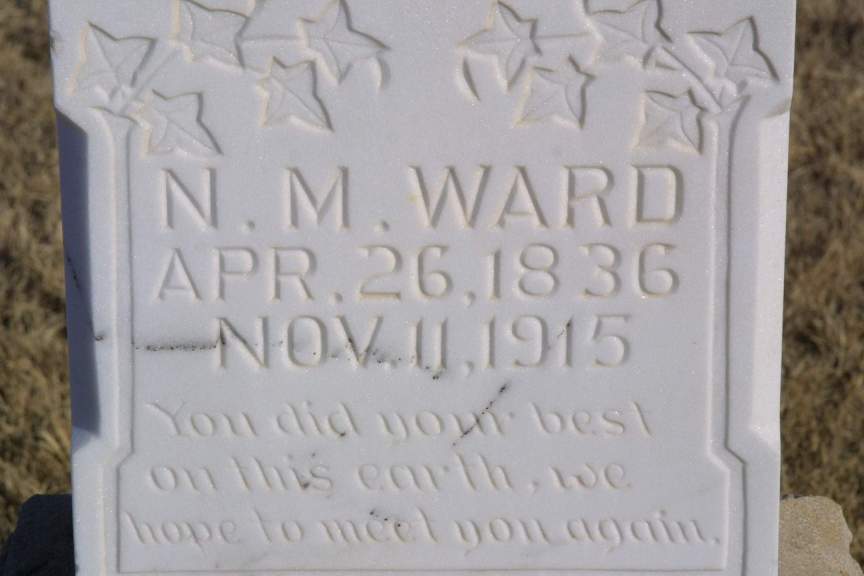 N. M. WARD
APR. 26, 1836
NOV. 11, 1915
You did your best
on this earth, we
hope to meet you again.